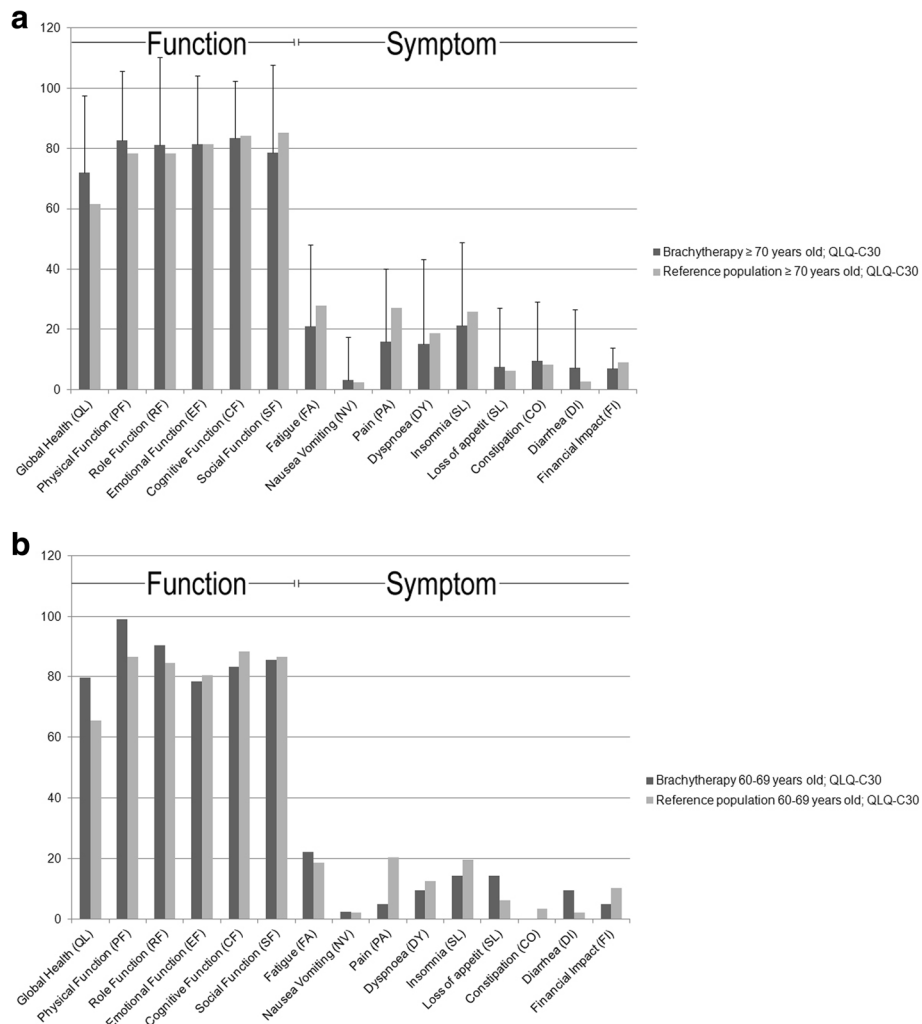 a
120
Function
Symptom
100
80
60
40
20
0
Global Health (QL)
Physical Function (PF)
Role Function (RF)
Emotional Function (EF)
Cognitive Function (CF)
Social Function (SF)
Fatigue (FA)
Nausea Vomiting (NV)
Pain (PA)
Dyspnoea (DY)
Insomnia (SL)
Loss of appetit (SL)
Constipation (CO)
Diarrhea (DI)
Financial Impact (FI)
Brachytherapy ≥ 70 years old; QLQ-C30
Reference population ≥ 70 years old; QLQ-C30
b
120
Function
Symptom
100
80
60
40
20
0
Global Health (QL)
Physical Function (PF)
Role Function (RF)
Emotional Function (EF)
Cognitive Function (CF)
Social Function (SF)
Fatigue (FA)
Nausea Vomiting (NV)
Pain (PA)
Dyspnoea (DY)
Insomnia (SL)
Loss of appetit (SL)
Constipation (CO)
Diarrhea (DI)
Financial Impact (FI)
Brachytherapy 60-69 years old; QLQ-C30
Reference population 60-69 years old; QLQ-C30